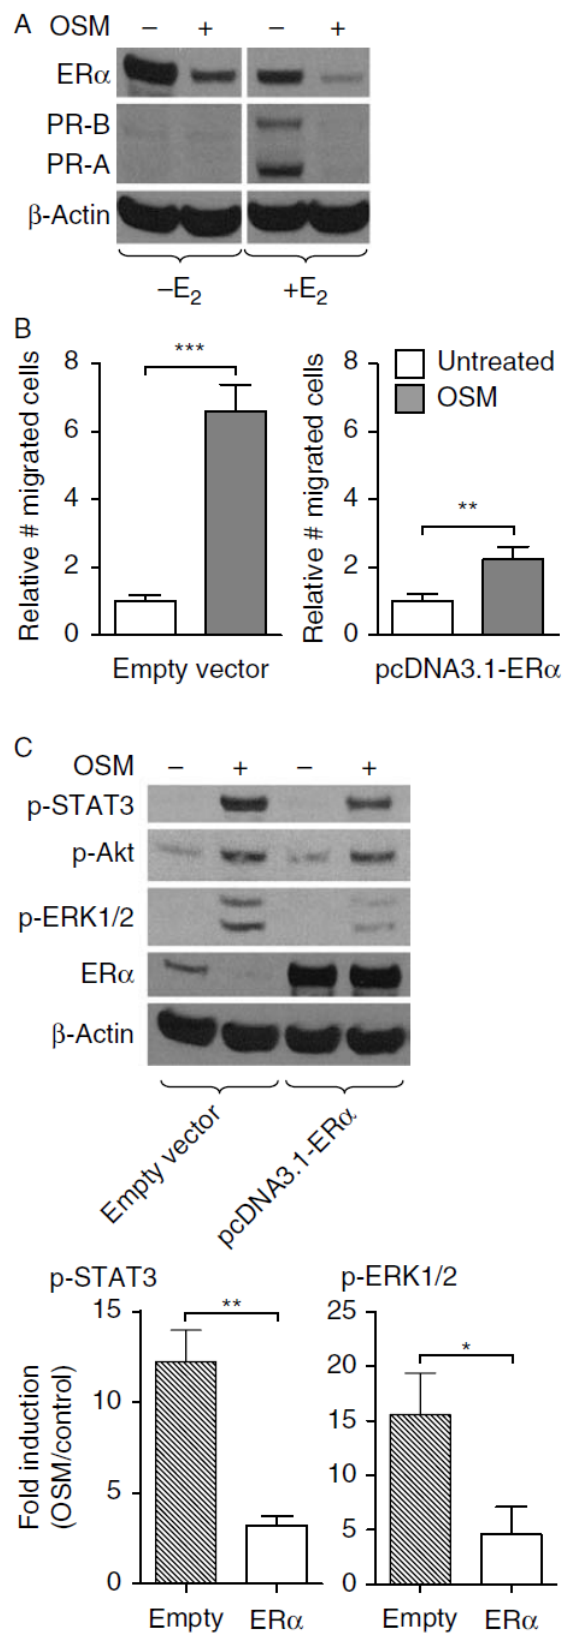 A
OSM – + – +
ERα
PR-B
PR-A
β-Actin
–E2 +E2
B
Relative # migrated cells
8
6
4
2
0
***
Empty vector
Relative # migrated cells
8
6
4
2
0
Untreated
OSM
**
pcDNA3.1-ERα
C
OSM – + – +
p-STAT3
p-Akt
p-ERK1/2
ERα
β-Actin
Empty vector
pcDNA3.1-ERα
p-STAT3
Fold induction
(OSM/control)
15
10
5
0
**
Empty ERα
p-ERK1/2
25
20
15
10
5
0
*
Empty ERα